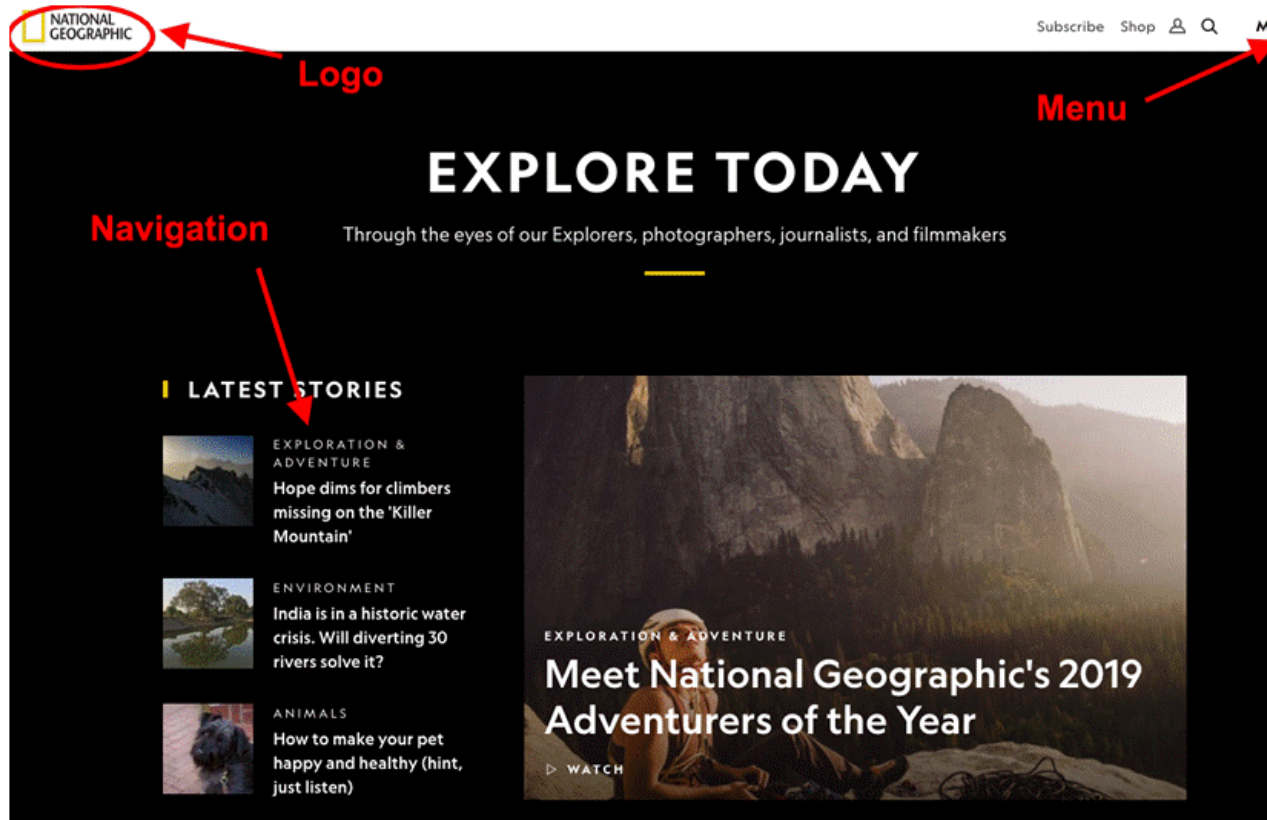 NATIONAL
GEOGRAPHIC
Subscribe Shop
Logo
Menu
EXPLORE TODAY
Navigation
Through the eyes of our Explorers, photographers, journalists, and filmmakers
LATEST STORIES
EXPLORATION &
ADVENTURE
Hope dims for climbers
missing on the 'Killer
Mountain'
ENVIRONMENT
India is in a historic water
crisis. Will diverting 30
rivers solve it?
ANIMALS
How to make your pet
happy and healthy (hint,
just listen)
EXPLORATION & ADVENTURE
Meet National Geographic's 2019
Adventurers of the Year
WATCH